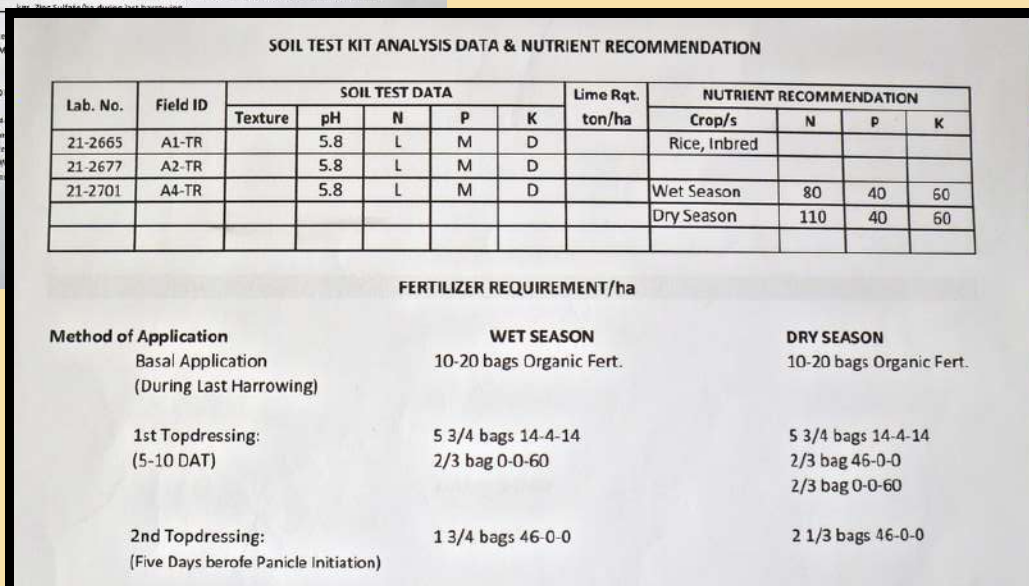 SOIL TEST KIT ANALYSIS DATA & NUTRIENT RECOMMENDATION
Lab. No. Field ID SOIL TEST DATA Lime Rqt. NUTRIENT RECOMMENDATION
Texture pH N P K ton/ha Crop/s N P K
21-2665 A1-TR 5.8 L M D Rice, Inbred
21-2677 A2-TR 5.8 L M D
21-2701 A4-TR 5.8 L M D Wet Season 80 40 60
Dry Season 110 40 60
FERTILIZER REQUIREMENT/ha
Method of Application WET SEASON DRY SEASON
Basal Application 10-20 bags Organic Fert. 10-20 bags Organic Fert.
(During Last Harrowing)
1st Topdressing: 5 3/4 bags 14-4-14 5 3/4 bags 14-4-14
(5-10 DAT) 2/3 bag 0-0-60 2/3 bag 46-0-0
2/3 bag 0-0-60
2nd Topdressing: 1 3/4 bags 46-0-0 2 1/3 bags 46-0-0
(Five Days berofe Panicle Initiation)